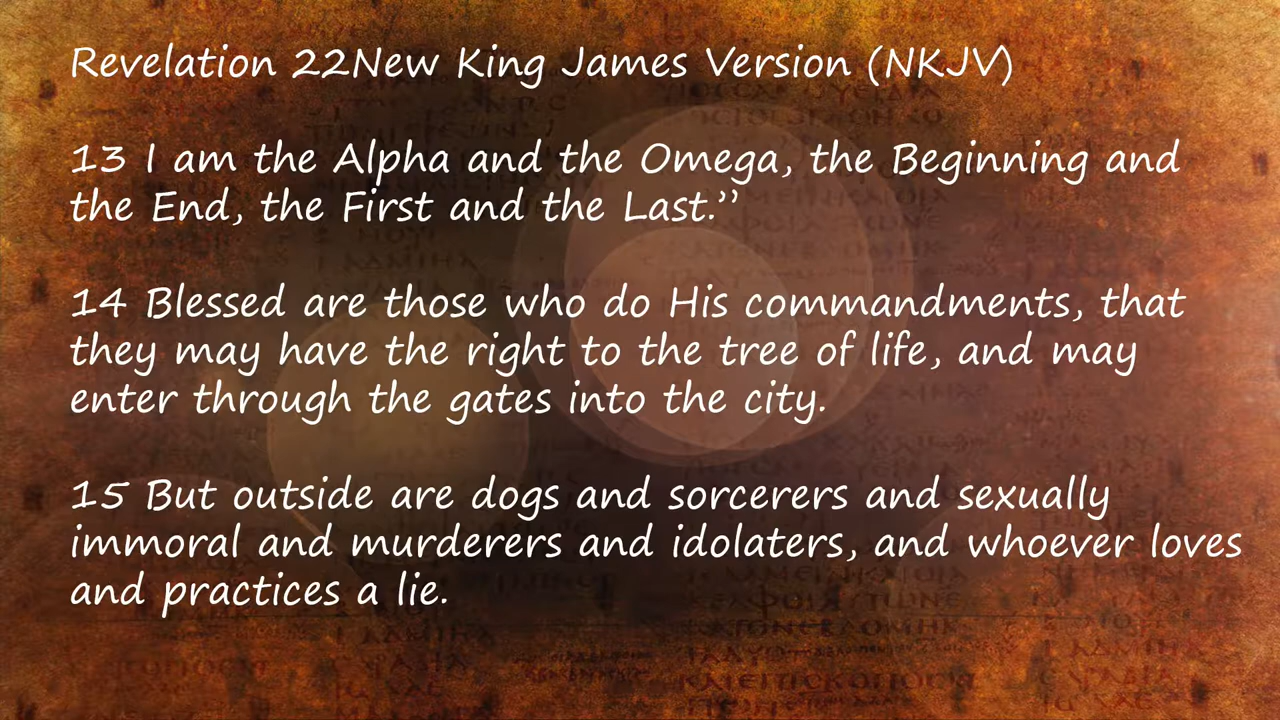 Revelation 22New King James Version (NKJV)
13 I am the Alpha and the Omega, the Beginning and
the End, the First and the Last.”
14 Blessed are those who do His commandments, that
they may have the right to the tree of life, and may
enter through the gates into the city.
15 But outside are dogs and sorcerers and sexually
immoral and murderers and idolaters, and whoever loves
and practices a lie.